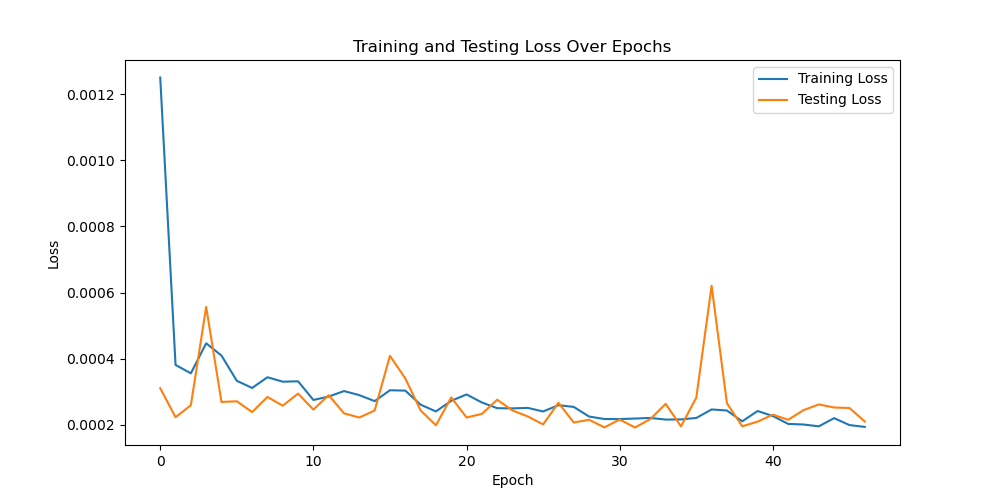 Training and Testing Loss Over Epochs
Training Loss
Testing Loss
0.0012
0.0010
0.0008
0.0006
0.0004
0.0002
Loss
0 10 20 30 40
Epoch